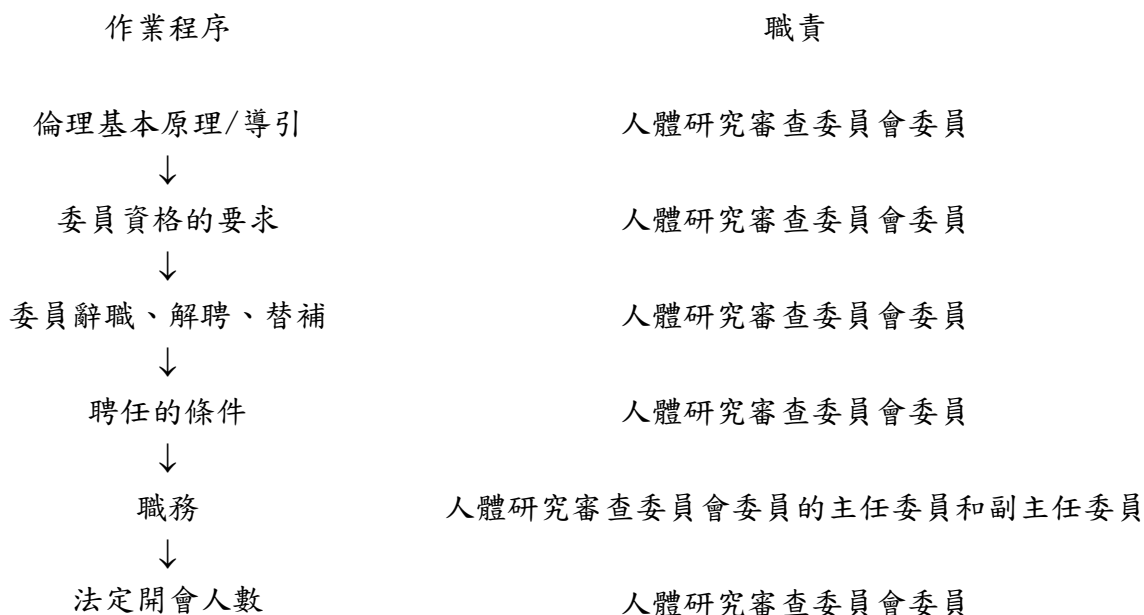 作業程序 職責
倫理基本原理/導引 人體研究審查委員會委員
↓
委員資格的要求 人體研究審查委員會委員
↓
委員辭職、解聘、替補 人體研究審查委員會委員
↓
聘任的條件 人體研究審查委員會委員
↓
職務 人體研究審查委員會委員的主任委員和副主任委員
↓
法定開會人數 人體研究審查委員會委員